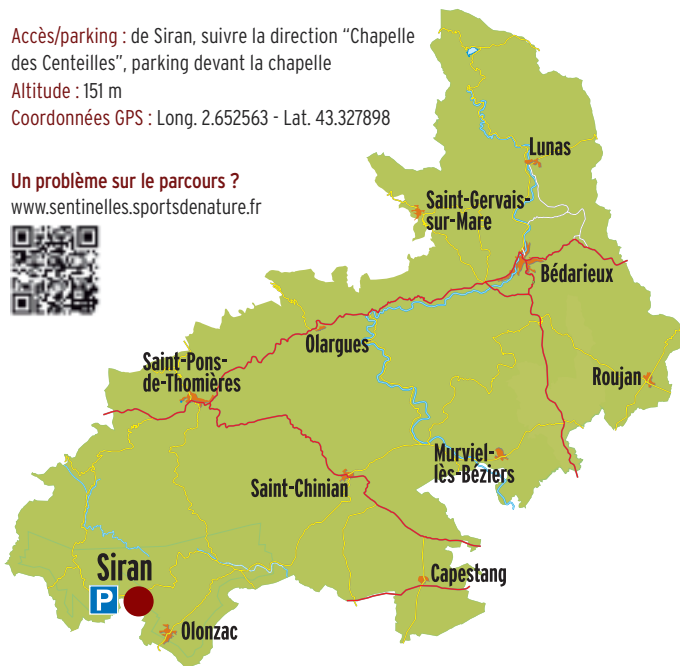 Accès/parking : de Siran, suivre la direction “Chapelle
des Centeilles”, parking devant la chapelle
Altitude : 151 m
Coordonnées GPS : Long. 2.652563 - Lat. 43.327898
Un problème sur le parcours ?
www.sentinelles.sportsdenature.fr
Lunas
Saint-Gervais-
sur-Mare
Bédarieux
Olargues
Saint-Pons-
de-Thomières
Roujan
Murviel-
lès-Béziers
Saint-Chinian
Siran
P
Capestang
Olonzac